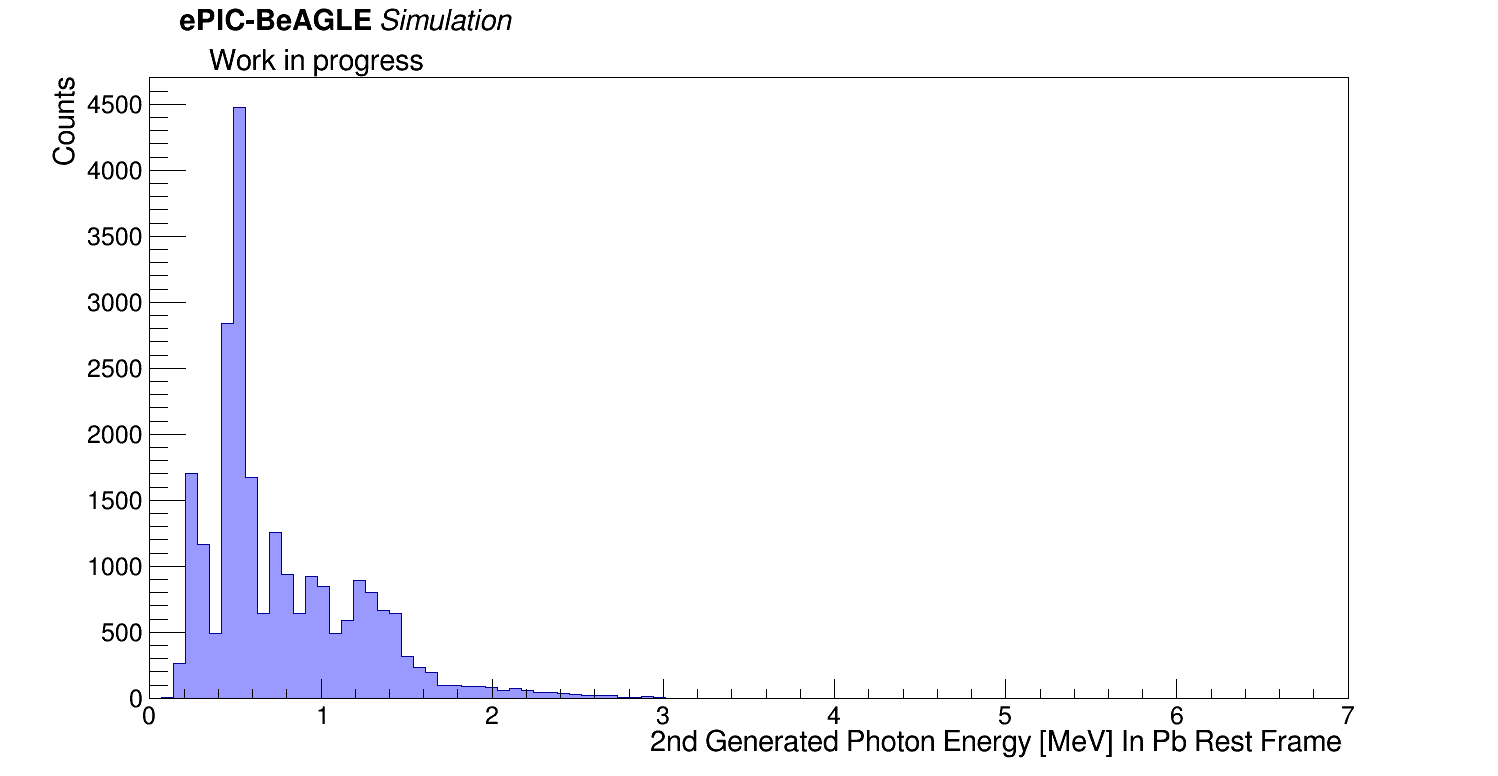 ePIC-BeAGLE Simulation
Work in progress
Counts
4500
4000
3500
3000
2500
2000
1500
1000
500
0
0 1 2 3 4 5 6 7
2nd Generated Photon Energy [MeV] In Pb Rest Frame